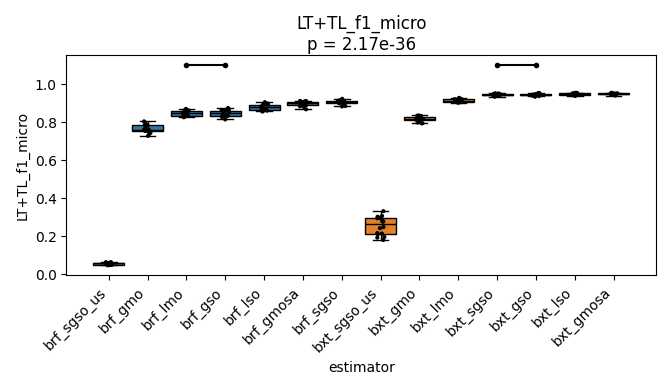 LT+TL_f1_micro
p = 2.17e-36
LT+TL_f1_micro
1.0
0.8
0.6
0.4
0.2
0.0
brf_sgso_us
brf_gmo
brf_lmo
brf_gso
brf_lso
brf_gmosa
brf_sgso
bxt_sgso_us
bxt_gmo
bxt_lmo
bxt_sgso
bxt_gso
bxt_lso
bxt_gmosa
estimator